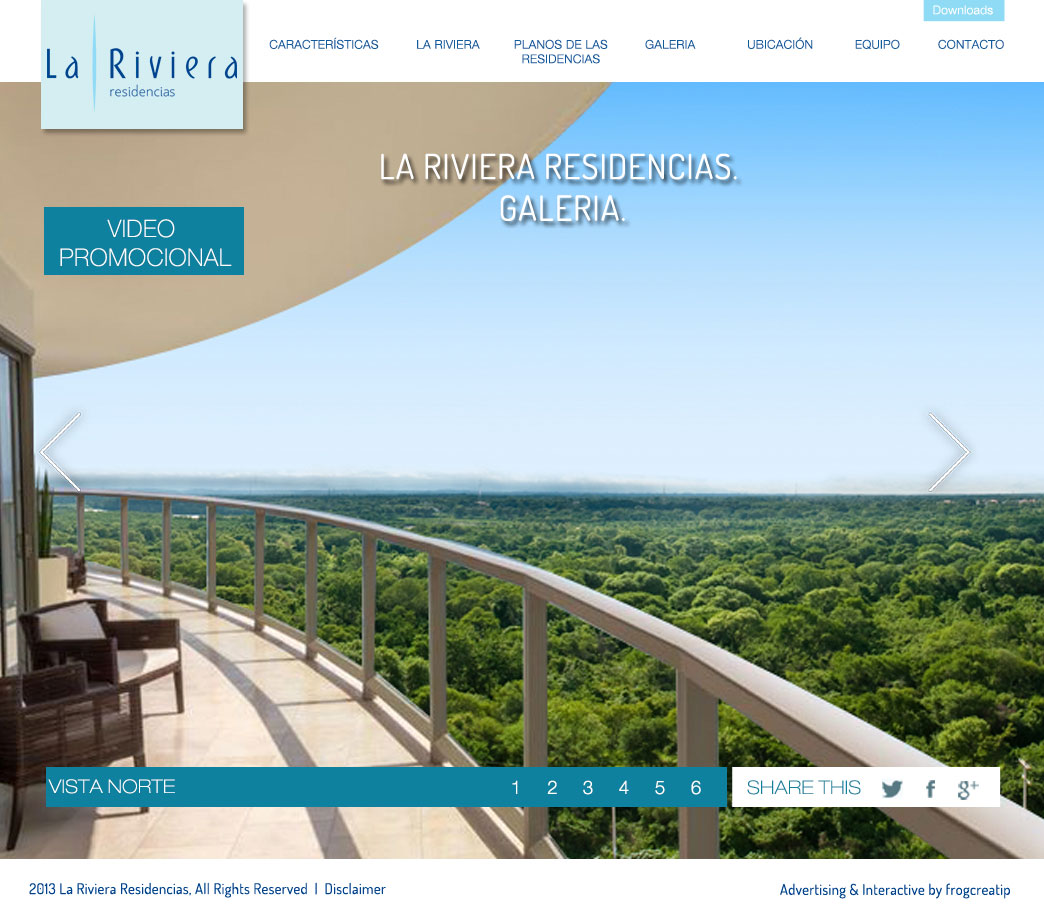 Downloads
La Riviera
residencias
CARACTERÍSTICAS
LA RIVIERA
PLANOS DE LAS
RESIDENCIAS
GALERIA
UBICACIÓN
EQUIPO
CONTACTO
LA RIVIERA RESIDENCIAS.
GALERIA.
VIDEO
PROMOCIONAL
VISTA NORTE
1 2 3 4 5 6
SHARE THIS
2013 La Riviera Residencias, All Rights Reserved | Disclaimer
Advertising & Interactive by frogcreatip